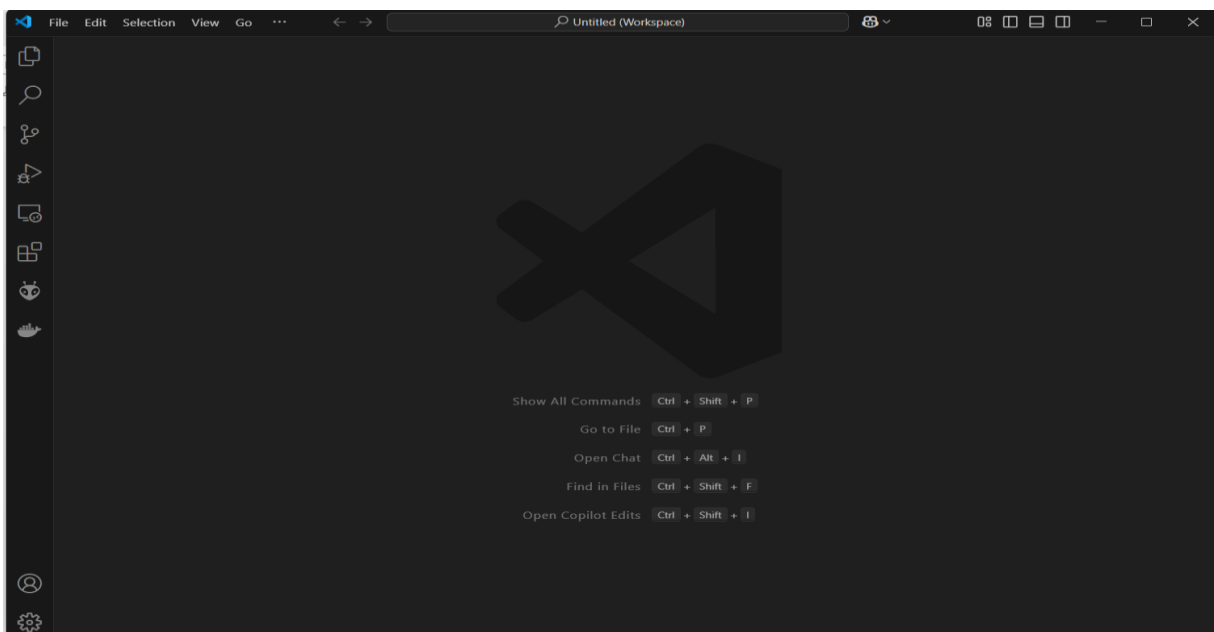 File Edit Selection View Go ··· Untitled (Workspace)
Show All Commands Ctrl + Shift + P
Go to File Ctrl + P
Open Chat Ctrl + Alt + I
Find in Files Ctrl + Shift + F
Open Copilot Edits Ctrl + Shift + I